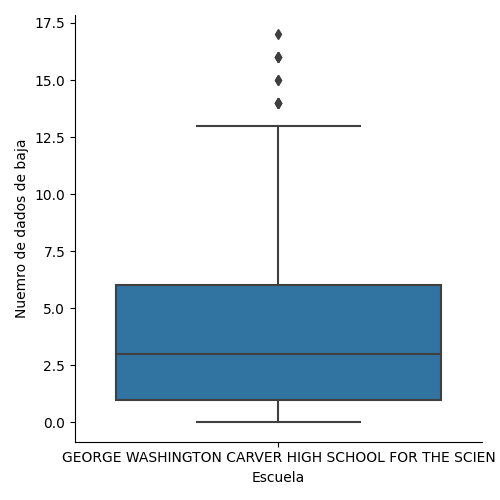 17.5
15.0
12.5
10.0
7.5
5.0
2.5
0.0
Nuemro de dados de baja
GEORGE WASHINGTON CARVER HIGH SCHOOL FOR THE SCIEN
Escuela